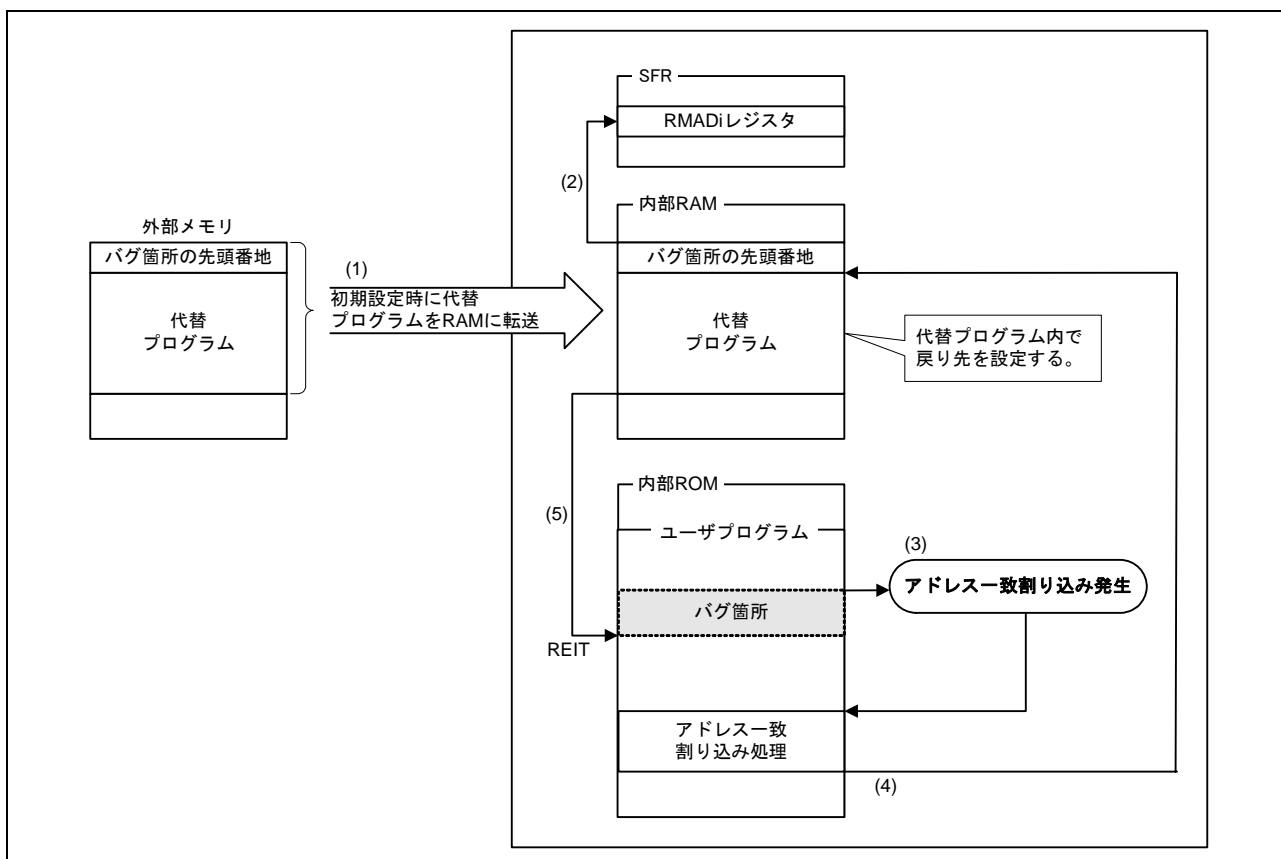 SFR
RMADiレジスタ
(2)
内部RAM
外部メモリ
バグ箇所の先頭番地
バグ箇所の先頭番地
(1)
初期設定時に代替
プログラムをRAMに転送
代替
プログラム
代替
プログラム
代替プログラム内で
戻り先を設定する。
内部ROM
(5)
ユーザプログラム
(3)
アドレス一致割り込み発生
バグ箇所
REIT
アドレス一致
割り込み処理
(4)